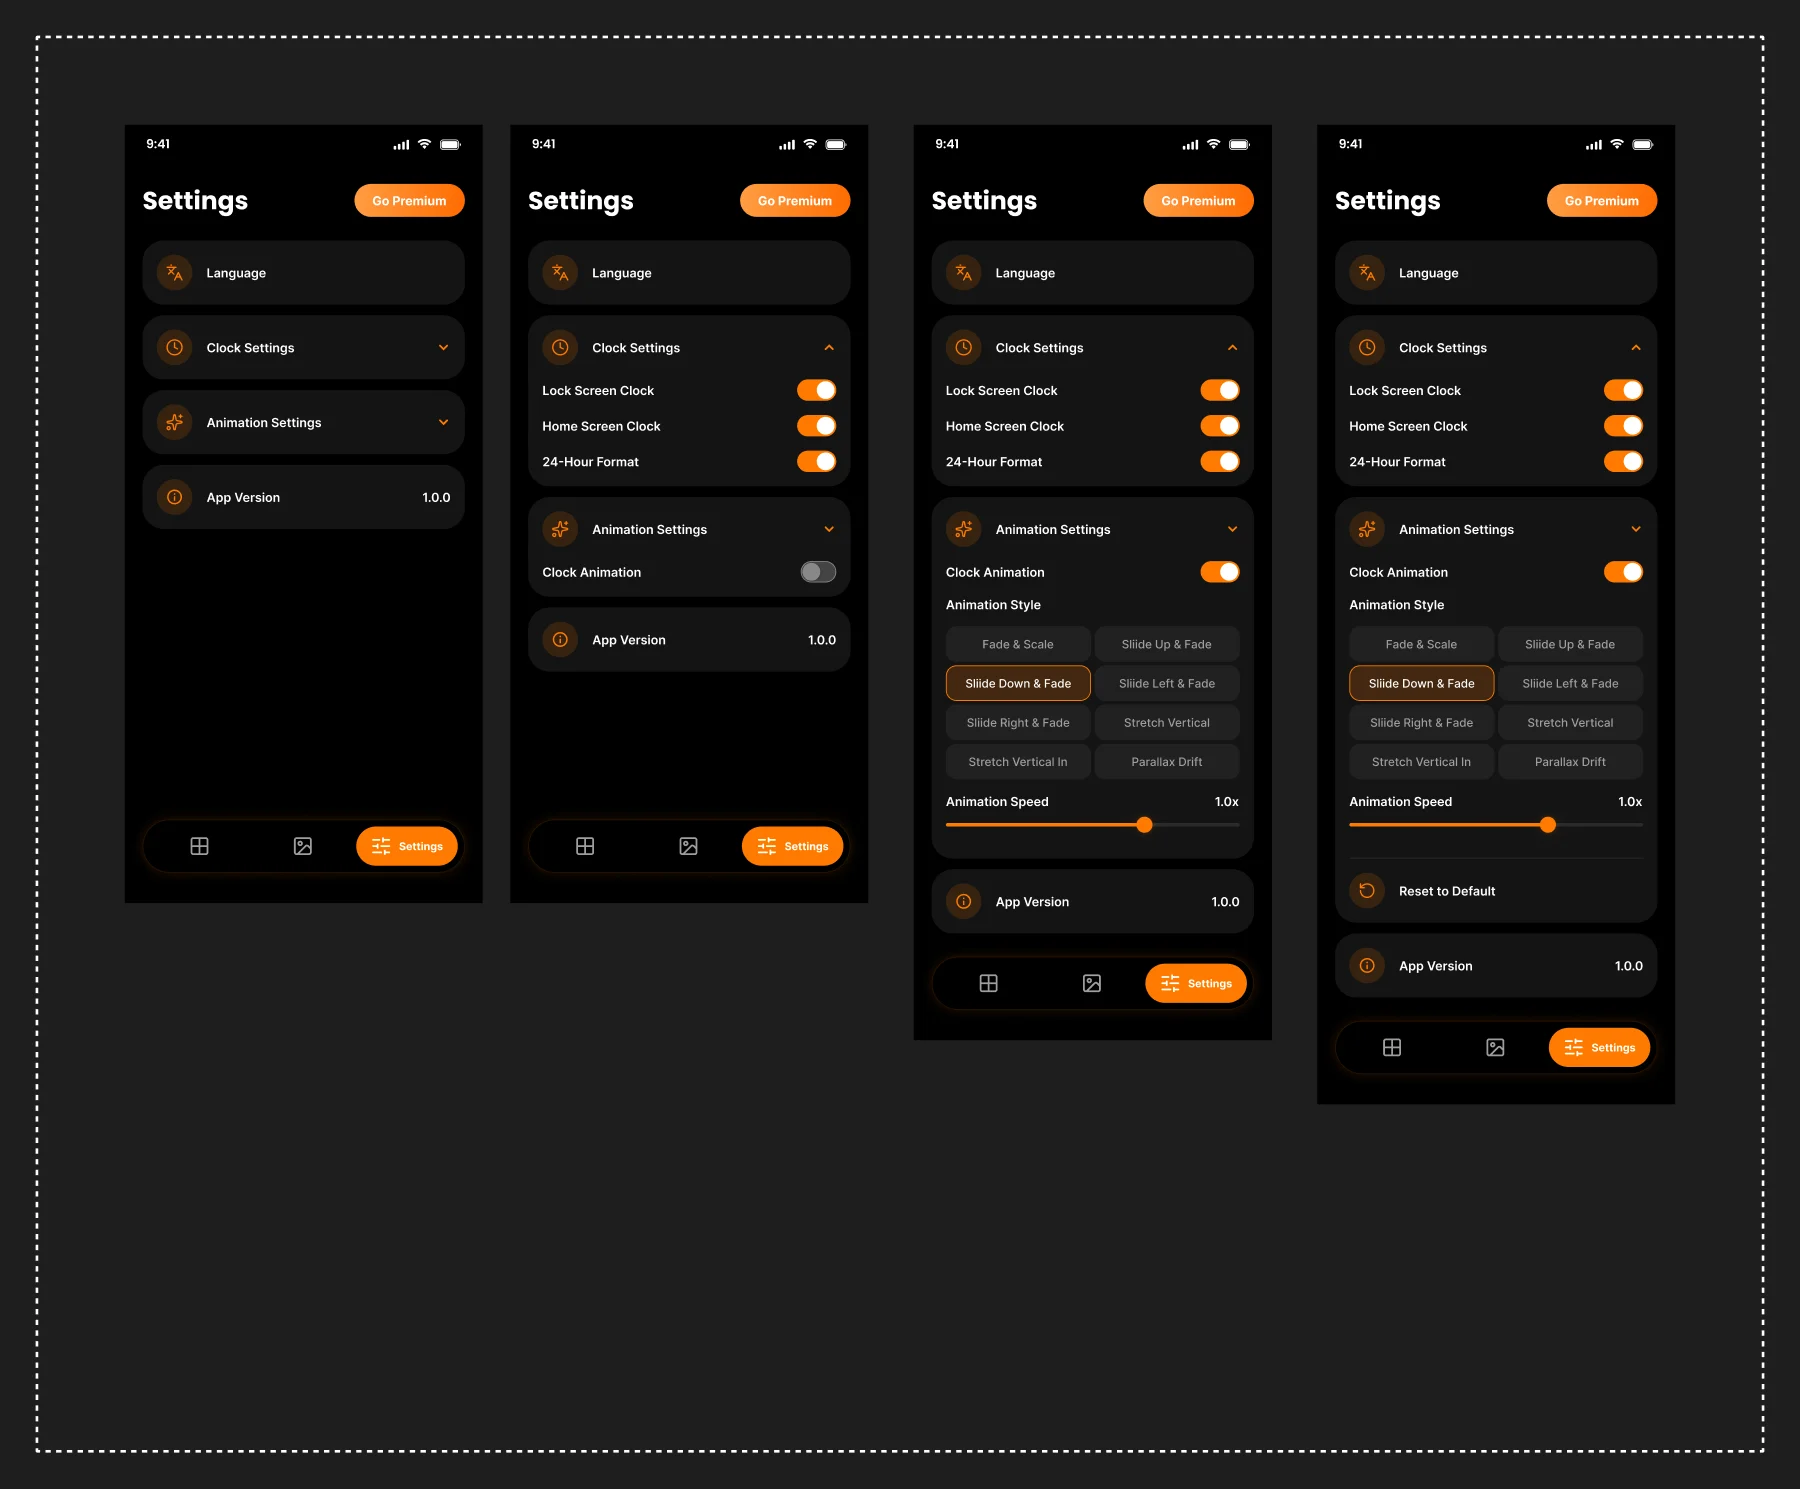 9:41
Settings
Go Premium
Language
Clock Settings
Animation Settings
App Version 1.0.0
Settings
9:41
Settings
Go Premium
Language
Clock Settings
Lock Screen Clock
Home Screen Clock
24-Hour Format
Animation Settings
Clock Animation
App Version 1.0.0
Settings
9:41
Settings
Go Premium
Language
Clock Settings
Lock Screen Clock
Home Screen Clock
24-Hour Format
Animation Settings
Clock Animation
Animation Style
Fade & Scale
Sliide Up & Fade
Sliide Down & Fade
Sliide Left & Fade
Sliide Right & Fade
Stretch Vertical
Stretch Vertical In
Parallax Drift
Animation Speed 1.0x
App Version 1.0.0
Settings
9:41
Settings
Go Premium
Language
Clock Settings
Lock Screen Clock
Home Screen Clock
24-Hour Format
Animation Settings
Clock Animation
Animation Style
Fade & Scale
Sliide Up & Fade
Sliide Down & Fade
Sliide Left & Fade
Sliide Right & Fade
Stretch Vertical
Stretch Vertical In
Parallax Drift
Animation Speed 1.0x
Reset to Default
App Version 1.0.0
Settings